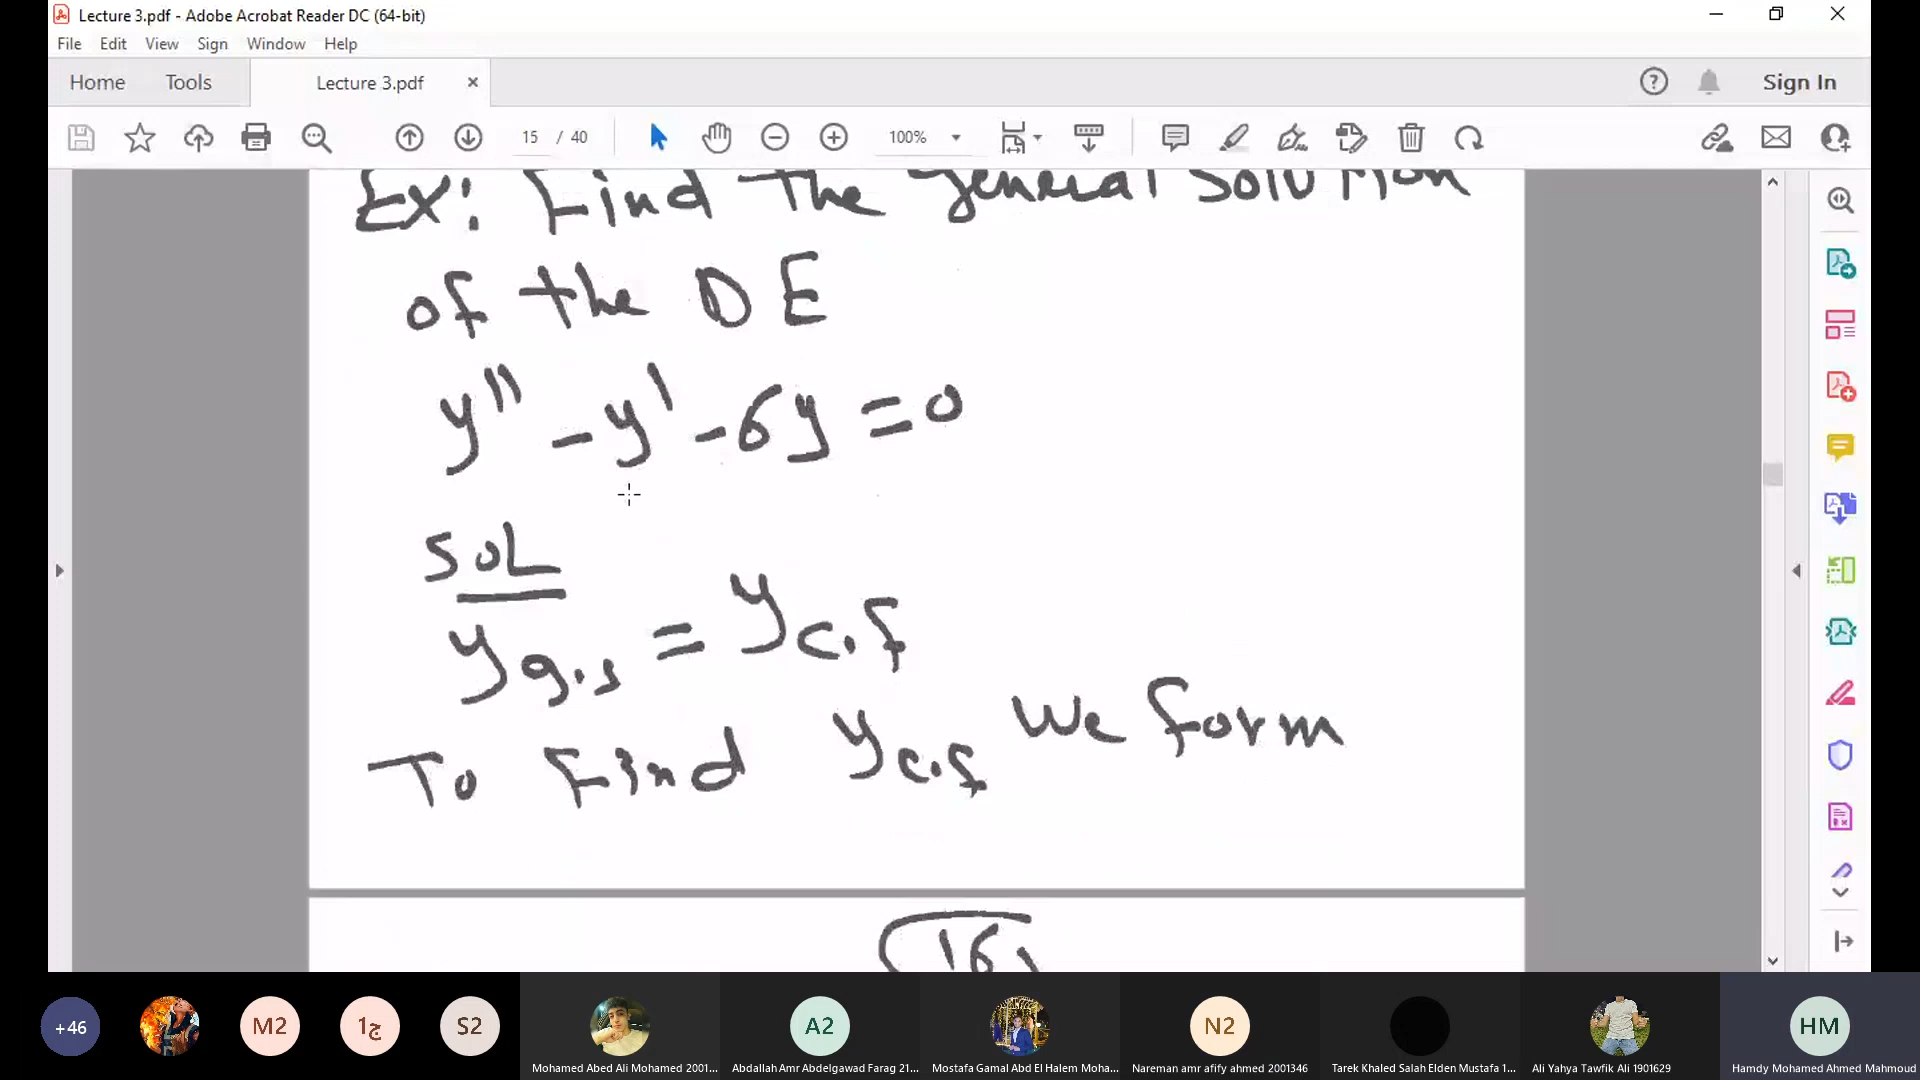 Lecture 3.pdf - Adobe Acrobat Reader DC (64-bit)
File Edit View Sign Window Help
Home Tools Lecture 3.pdf Sign In
15 / 40 100%
Ex: Find the general solution
of the DE
y'' - y' - 6y = 0
SOL
y g.s = y c.f
To Find y c.f we form
16
+46 M2 ج1 S2 A2 N2 HM
Mohamed Abed Ali Mohamed 2001... Abdallah Amr Abdelgawad Farag 21... Mostafa Gamal Abd El Halem Moha... Nareman amr afify ahmed 2001346 Tarek Khaled Salah Elden Mustafa 1... Ali Yahya Tawfik Ali 1901629 Hamdy Mohamed Ahmed Mahmoud